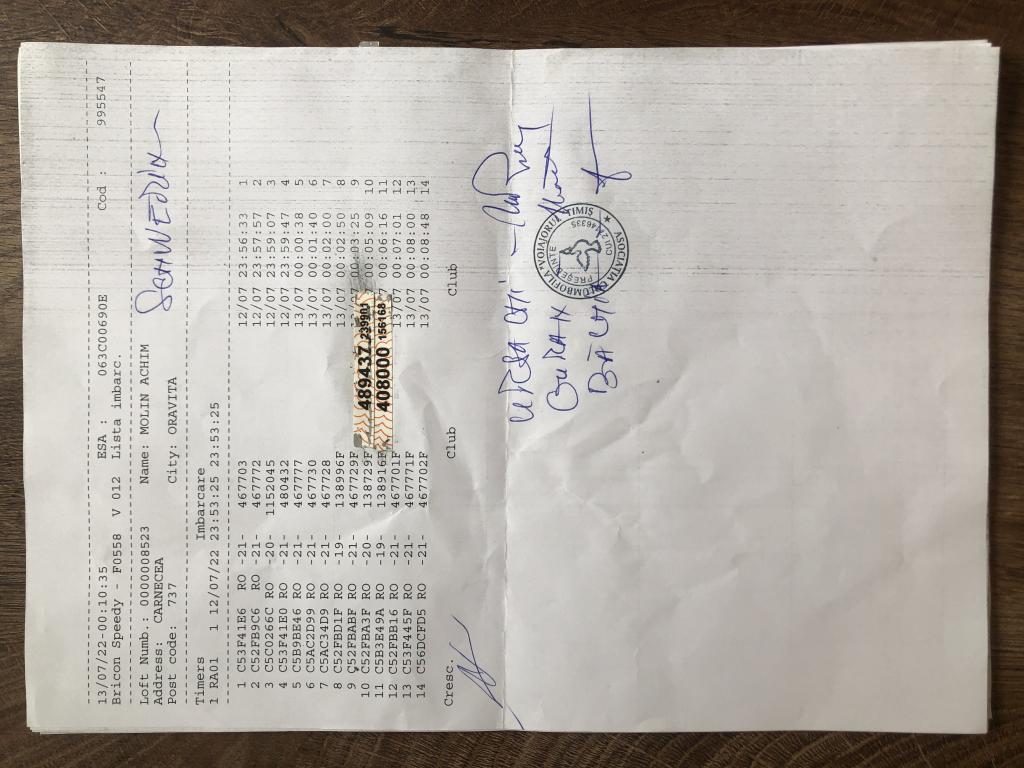 13/07/22-00:10:35 ESA : 063C00690E Cod : 995547
Bricon Speedy - F0558 V 012 Lista imbarc.
Loft Numb.: 0000008523 Name: MOLIN ACHIM
Address: CARNECEA
Post code: 737 City: ORAVITA
Timers Imbarcare
1 RA01 1 12/07/22 23:53:25 23:53:25
1 C53F41E6 RO -21- 467703 12/07 23:56:33 1
2 C52FB9C6 RO -21- 467772 12/07 23:57:57 2
3 C5C0266C RO -20- 1152045 12/07 23:59:07 3
4 C53F41E0 RO -21- 480432 12/07 23:59:47 4
5 C5B9BE46 RO -21- 467777 13/07 00:00:38 5
6 C5AC2D99 RO -21- 467730 13/07 00:01:40 6
7 C5AC34D9 RO -21- 467728 13/07 00:02:00 7
8 C52FBD1F RO -19- 138996F 13/07 00:02:50 8
9 C52FBABF RO -21- 467729F 13/07 00:03:25 9
10 C52FBA3F RO -20- 138729F 13/07 00:05:09 10
11 C5B3E49A RO -19- 138916F 13/07 00:06:16 11
12 C52FBB16 RO -21- 467701F 13/07 00:07:01 12
13 C53F445F RO -21- 467771F 13/07 00:08:00 13
14 C56DCFD5 RO -21- 467702F 13/07 00:08:48 14
489437 239901
408000 156168
Cresc. Club Club
ASOCIATIA COLUMBOFILA "VOIAJORUL" TIMIS
PRESENTE